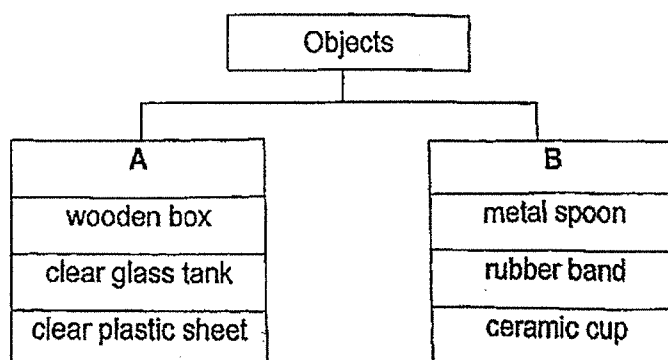 Objects
A
wooden box
clear glass tank
clear plastic sheet
B
metal spoon
rubber band
ceramic cup